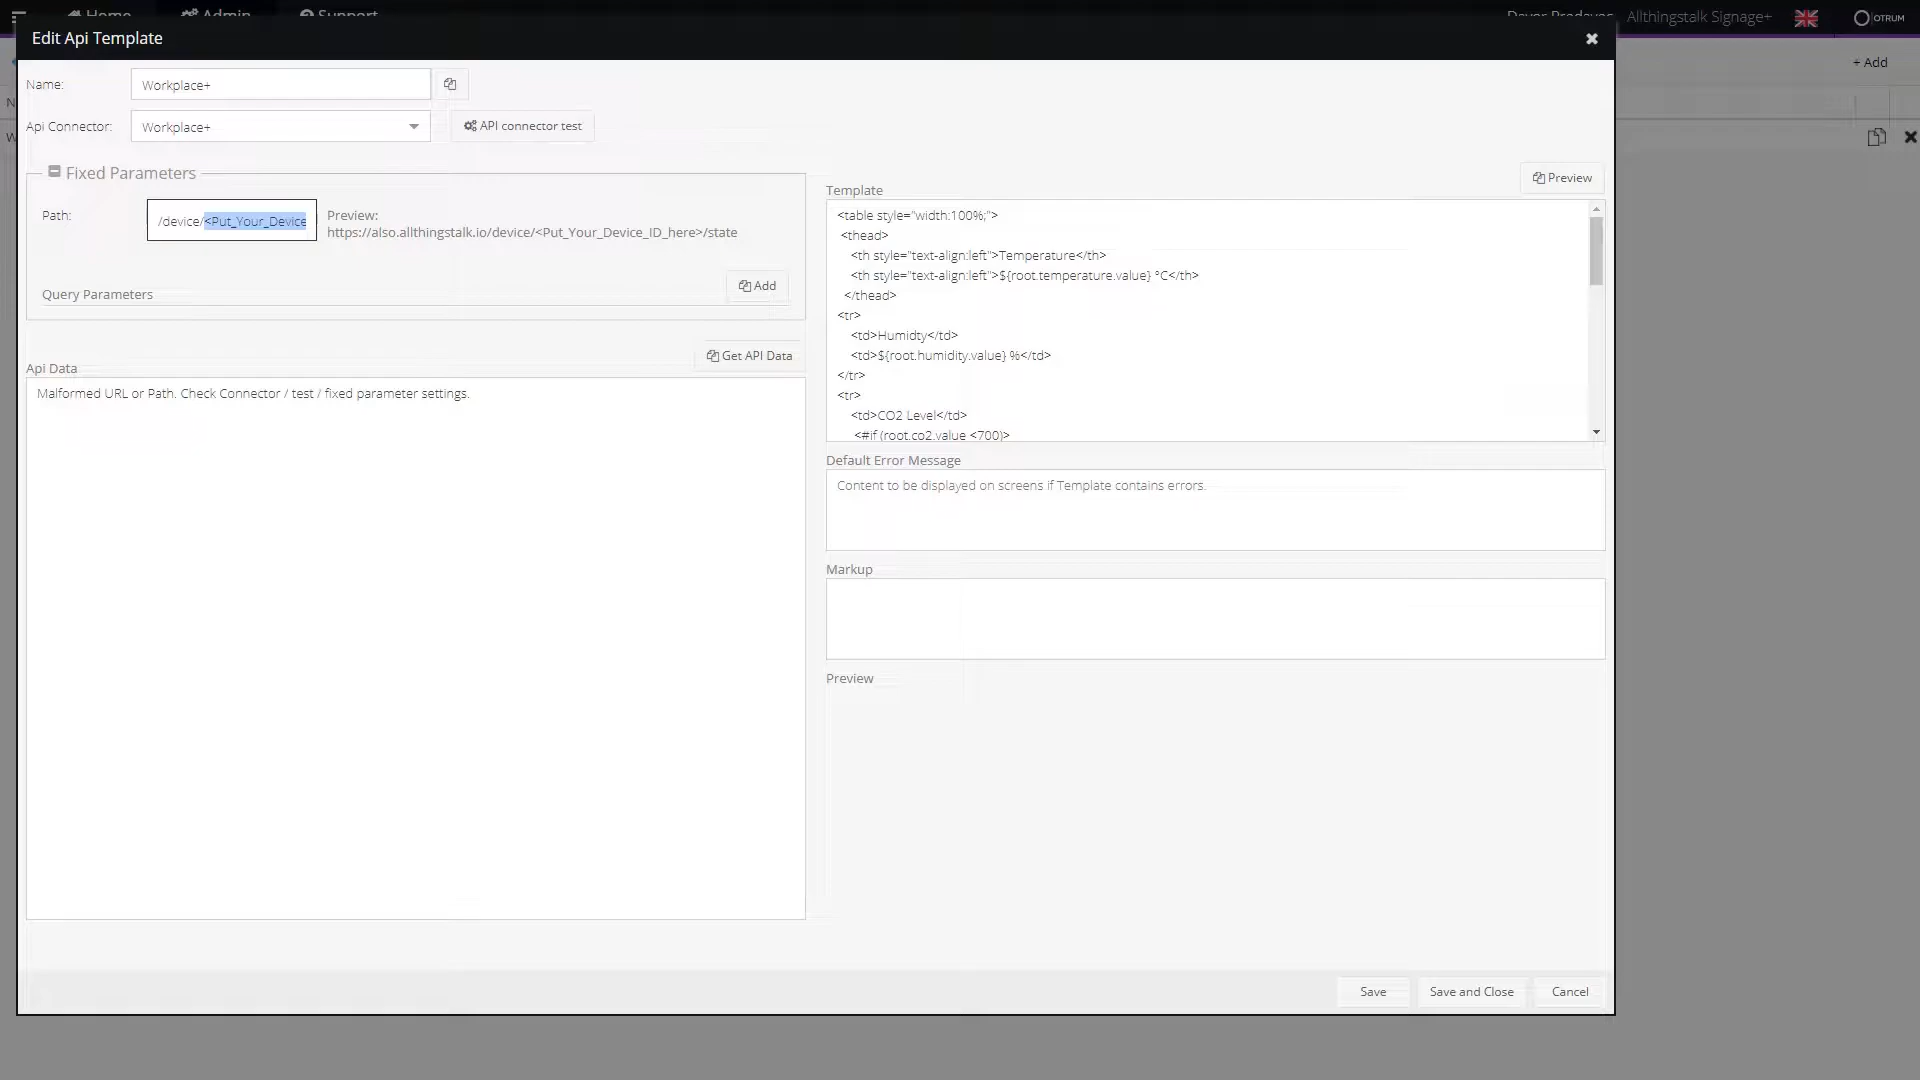 Home
Admin
Support
Allthingstalk Signage+
OTRUM
Edit Api Template
+ Add
Name:
Workplace+
Api Connector:
Workplace+
API connector test
Fixed Parameters
Path:
/device/<Put_Your_Device
Preview:
https://also.allthingstalk.io/device/<Put_Your_Device_ID_here>/state
Query Parameters
Add
Get API Data
Api Data
Malformed URL or Path. Check Connector / test / fixed parameter settings.
Preview
Template
<table style="width:100%;">
<thead>
<th style="text-align:left">Temperature</th>
<th style="text-align:left">${root.temperature.value} °C</th>
</thead>
<tr>
<td>Humidty</td>
<td>${root.humidity.value} %</td>
</tr>
<tr>
<td>CO2 Level</td>
<#if (root.co2.value <700)>
Default Error Message
Content to be displayed on screens if Template contains errors.
Markup
Preview
Save
Save and Close
Cancel